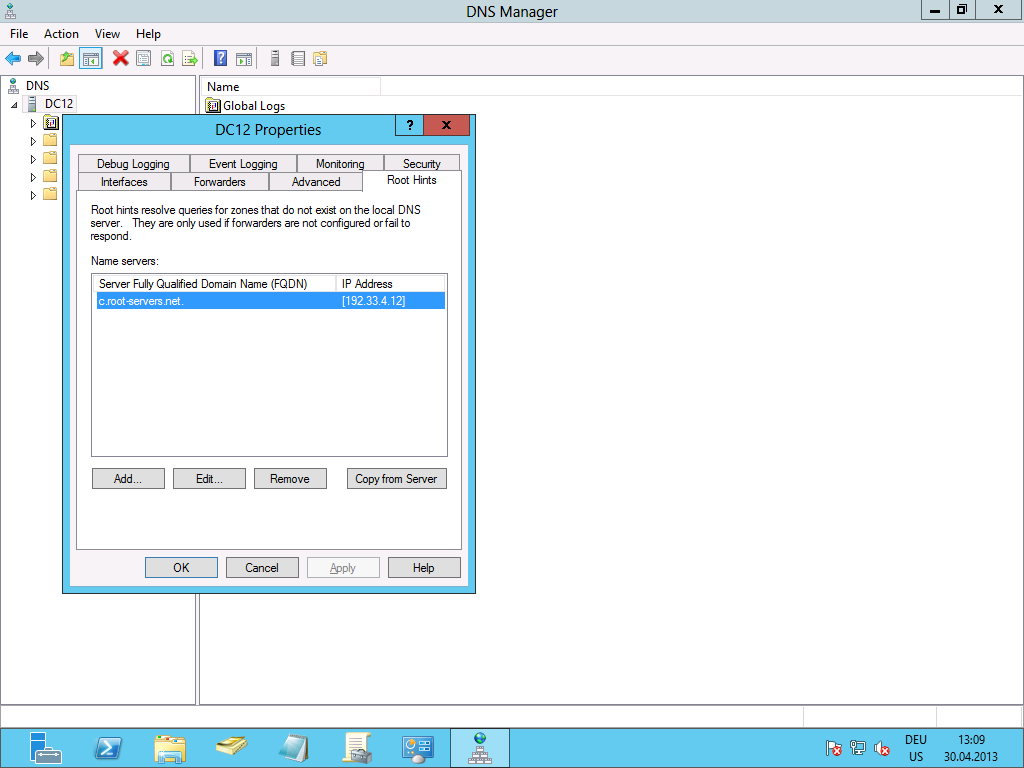 DNS Manager
File Action View Help
DNS
DC12
Name
Global Logs
DC12 Properties
?
Debug Logging Event Logging Monitoring Security
Interfaces Forwarders Advanced Root Hints
Root hints resolve queries for zones that do not exist on the local DNS
server. They are only used if forwarders are not configured or fail to
respond.
Name servers:
Server Fully Qualified Domain Name (FQDN) IP Address
c.root-servers.net. [192.33.4.12]
Add... Edit... Remove Copy from Server
OK Cancel Apply Help
DEU 13:09
US 30.04.2013